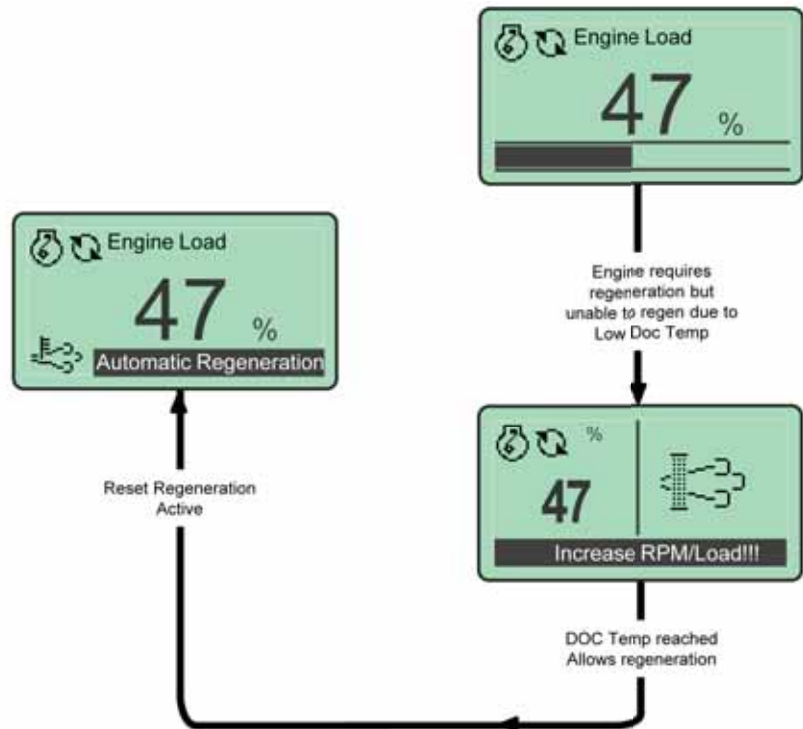 Engine Load
47 %
Engine requires
regeneration but
unable to regen due to
Low Doc Temp
%
47
Increase RPM/Load!!!
DOC Temp reached
Allows regeneration
Reset Regeneration
Active
Engine Load
47 %
Automatic Regeneration